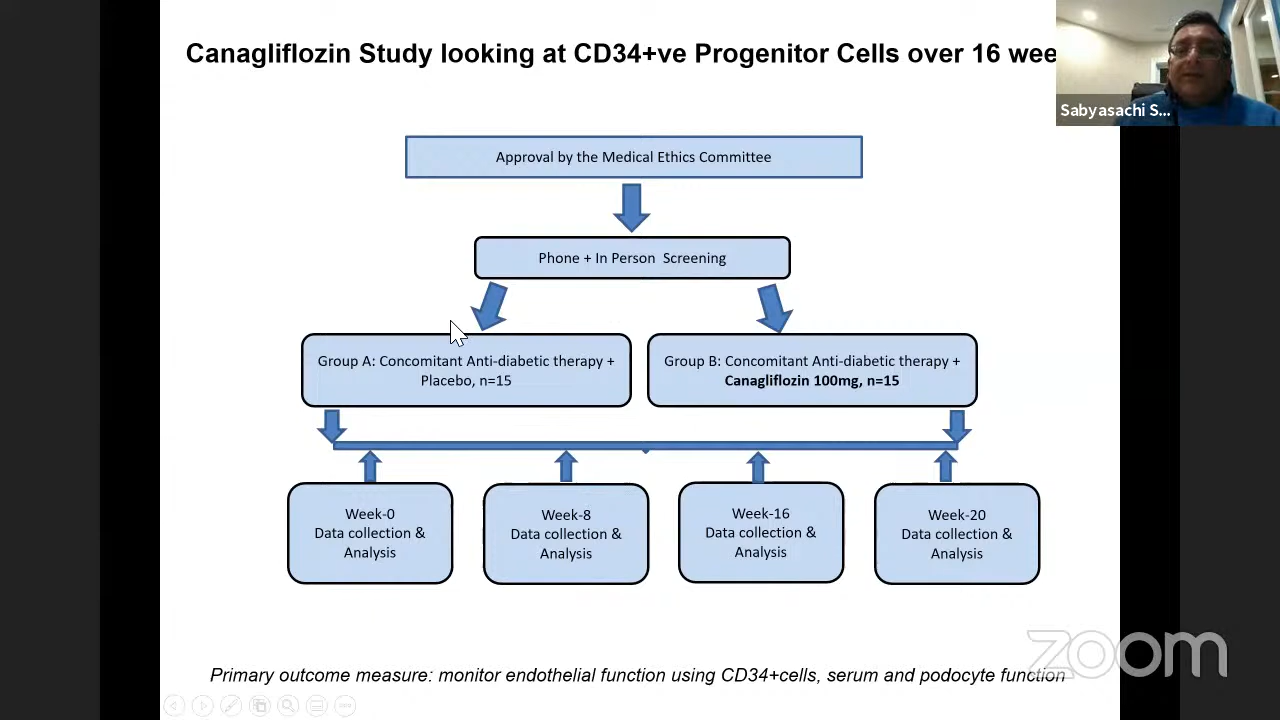 Canagliflozin Study looking at CD34+ve Progenitor Cells over 16 wee
Sabyasachi S...
Approval by the Medical Ethics Committee
Phone + In Person Screening
Group A: Concomitant Anti-diabetic therapy +
Placebo, n=15
Group B: Concomitant Anti-diabetic therapy +
Canagliflozin 100mg, n=15
Week-0
Data collection &
Analysis
Week-8
Data collection &
Analysis
Week-16
Data collection &
Analysis
Week-20
Data collection &
Analysis
zoom
Primary outcome measure: monitor endothelial function using CD34+cells, serum and podocyte function